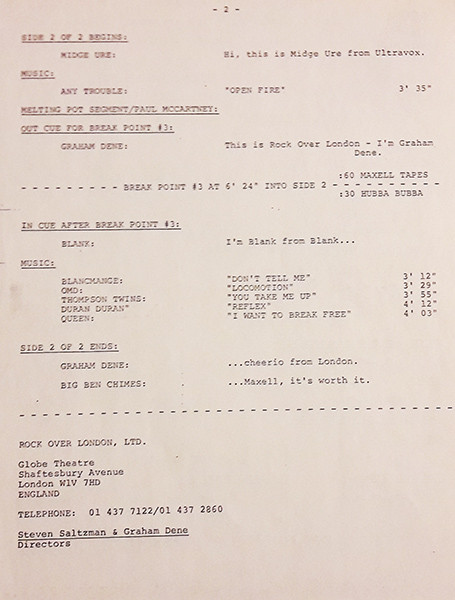 - 2 -
SIDE 2 OF 2 BEGINS:
MIDGE URE: Hi, this is Midge Ure from Ultravox.
MUSIC:
ANY TROUBLE: "OPEN FIRE" 3' 35"
MELTING POT SEGMENT/PAUL MCCARTNEY:
OUT CUE FOR BREAK POINT #3:
GRAHAM DENE: This is Rock Over London - I'm Graham
Dene.
:60 MAXELL TAPES
- - - - - - - - - BREAK POINT #3 AT 6' 24" INTO SIDE 2 - - - - - - - - - -
:30 HUBBA BUBBA
IN CUE AFTER BREAK POINT #3:
BLANK: I'm Blank from Blank...
MUSIC:
BLANCMANGE: "DON'T TELL ME" 3' 12"
OMD: "LOCOMOTION" 3' 29"
THOMPSON TWINS: "YOU TAKE ME UP" 3' 55"
DURAN DURAN" "REFLEX" 4' 12"
QUEEN: "I WANT TO BREAK FREE" 4' 03"
SIDE 2 OF 2 ENDS:
GRAHAM DENE: ...cheerio from London.
BIG BEN CHIMES: ...Maxell, it's worth it.
- - - - - - - - - - - - - - - - - - - - - - - - - - - - - - - - - - - - - -
ROCK OVER LONDON, LTD.
Globe Theatre
Shaftesbury Avenue
London W1V 7HD
ENGLAND
TELEPHONE: 01 437 7122/01 437 2860
Steven Saltzman & Graham Dene
Directors